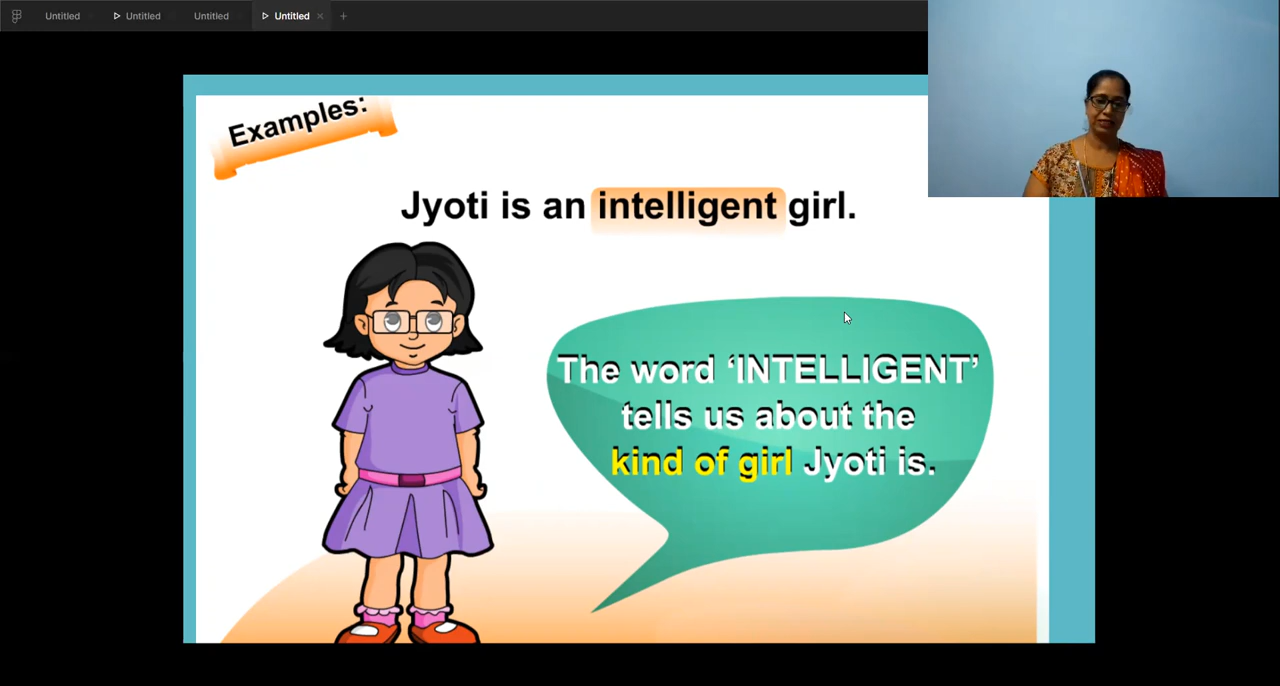 Untitled
Untitled
Untitled
Untitled
Examples:
Jyoti is an intelligent girl.
The word ‘INTELLIGENT’
tells us about the
kind of girl Jyoti is.